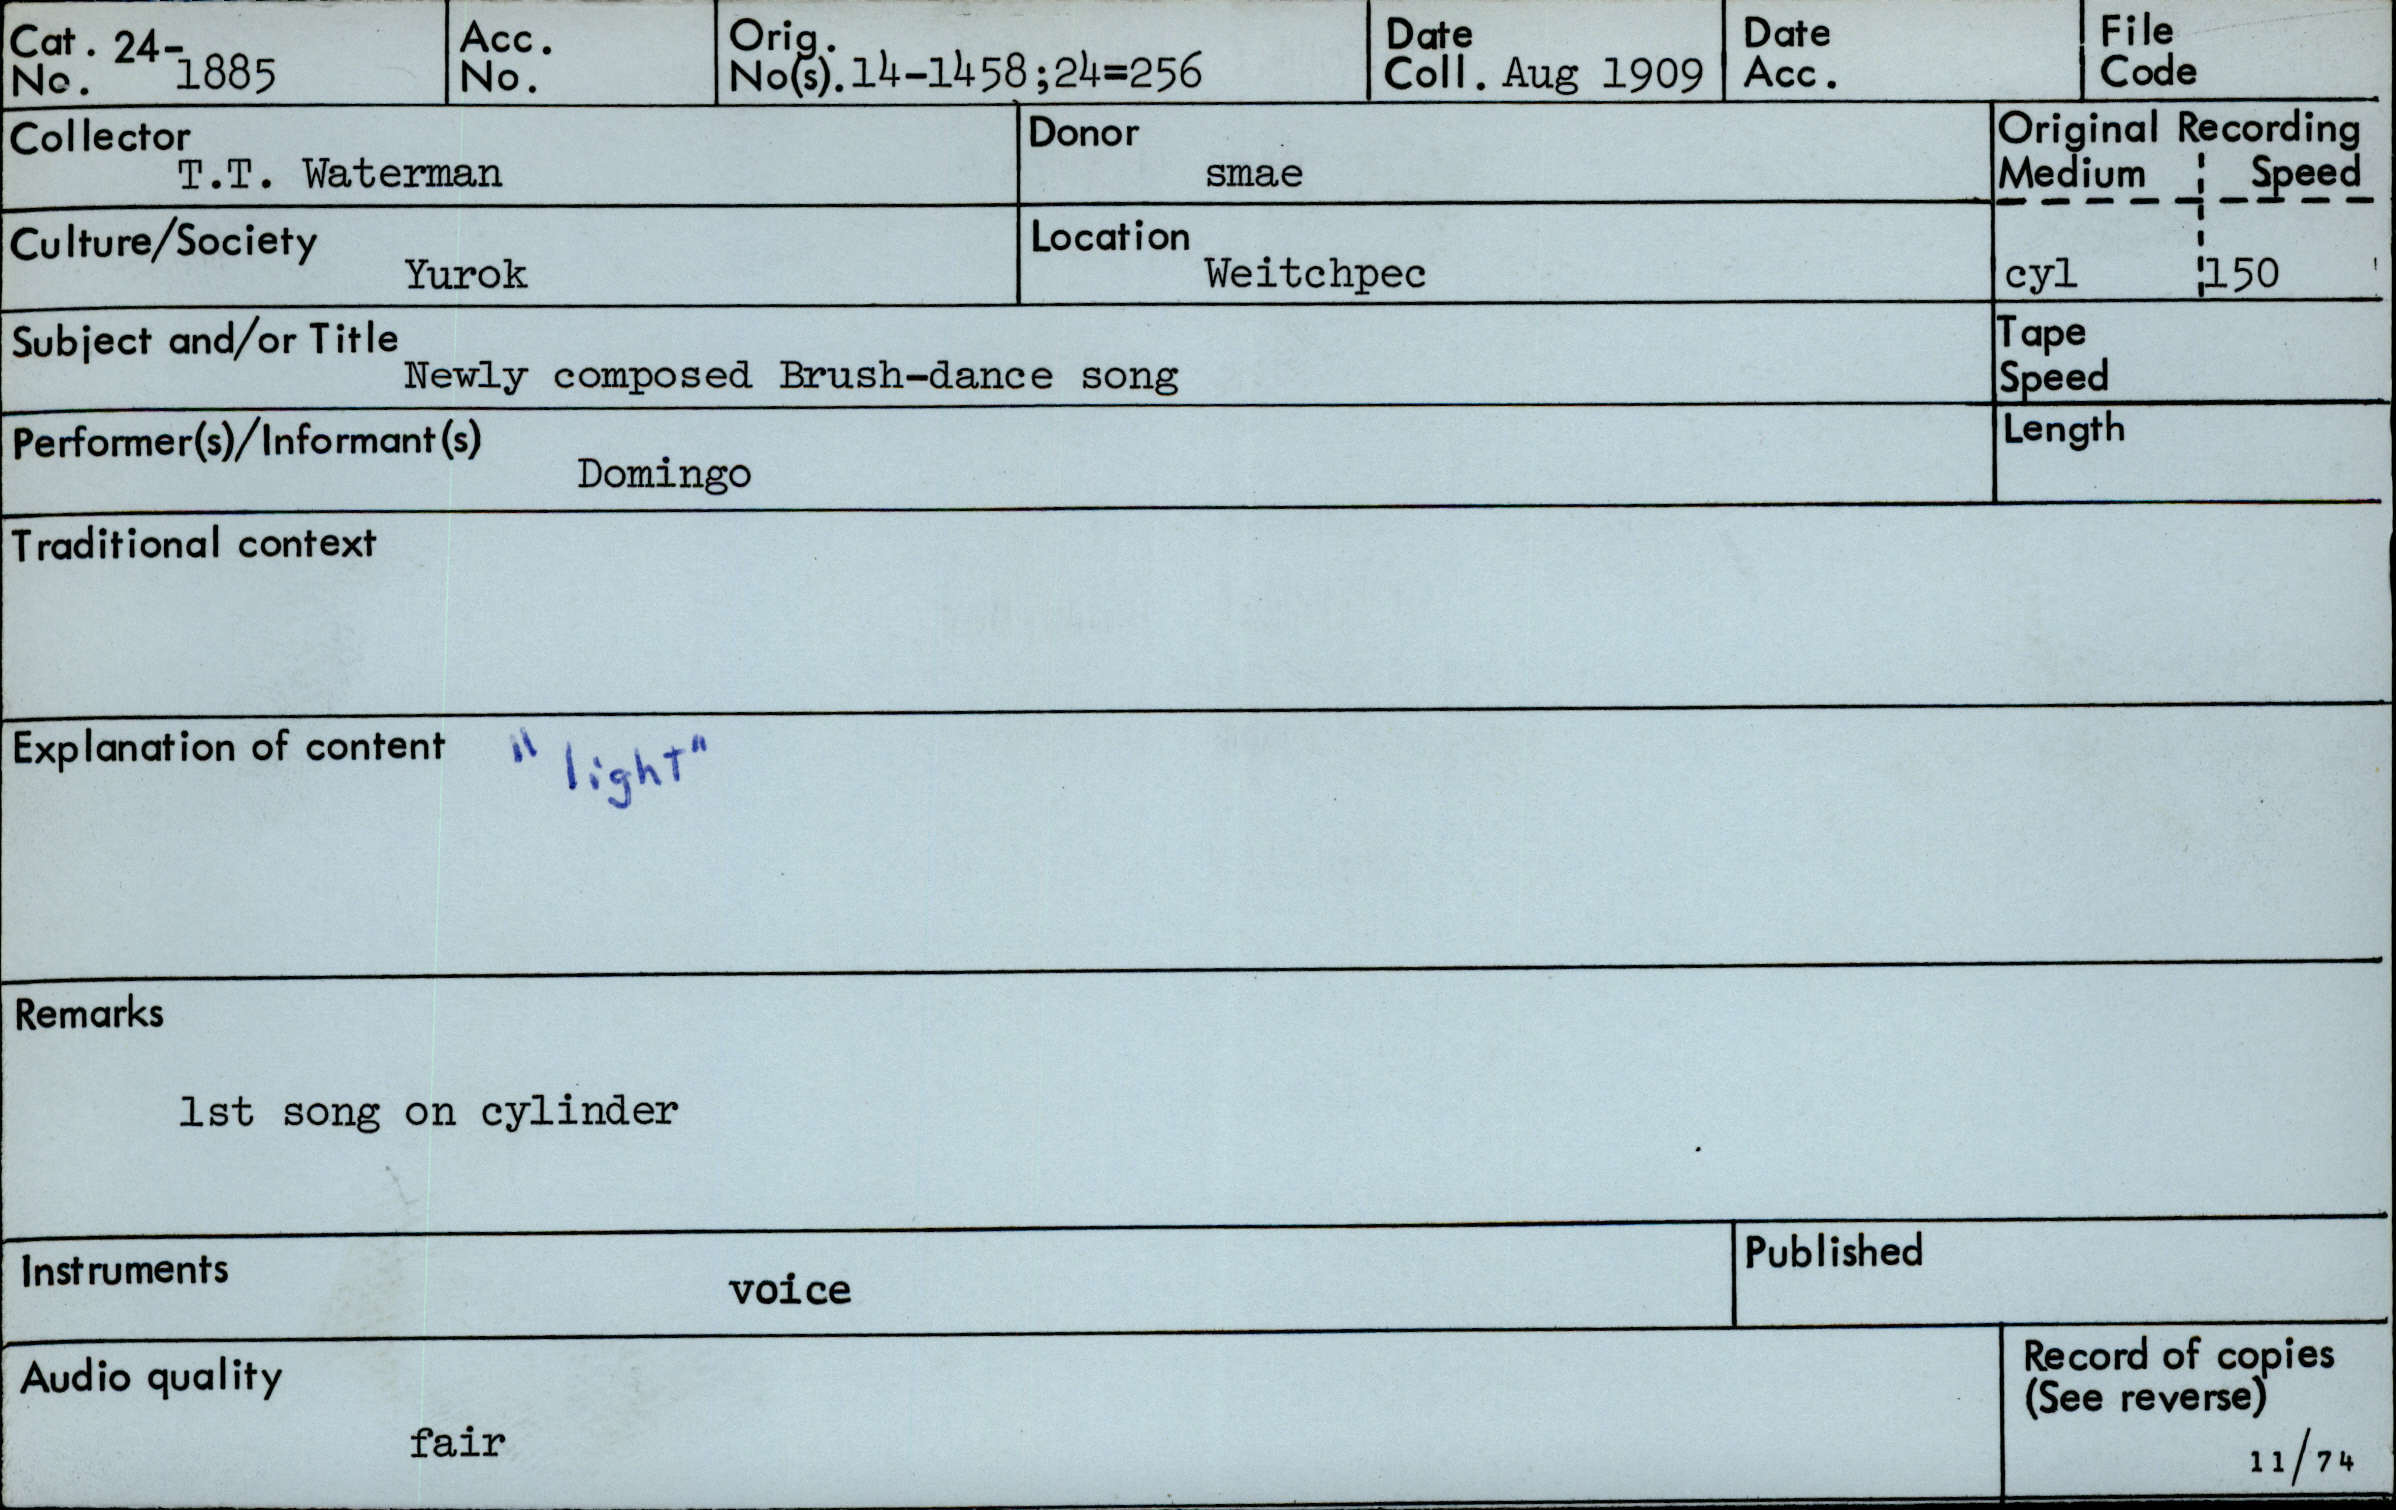 Cat. No. 24-1885
Acc. No.
Orig. No(s). 14-1458;24=256
Date Coll. Aug 1909
Date Acc.
File Code
Collector
T.T. Waterman
Donor
smae
Original Recording
Medium Speed
cyl 150
Culture/Society
Yurok
Location
Weitchpec
Subject and/or Title
Newly composed Brush-dance song
Tape
Speed
Performer(s)/Informant(s)
Domingo
Length
Traditional context
Explanation of content "light"
Remarks
1st song on cylinder
Instruments
voice
Published
Audio quality
fair
Record of copies
(See reverse)
11/74